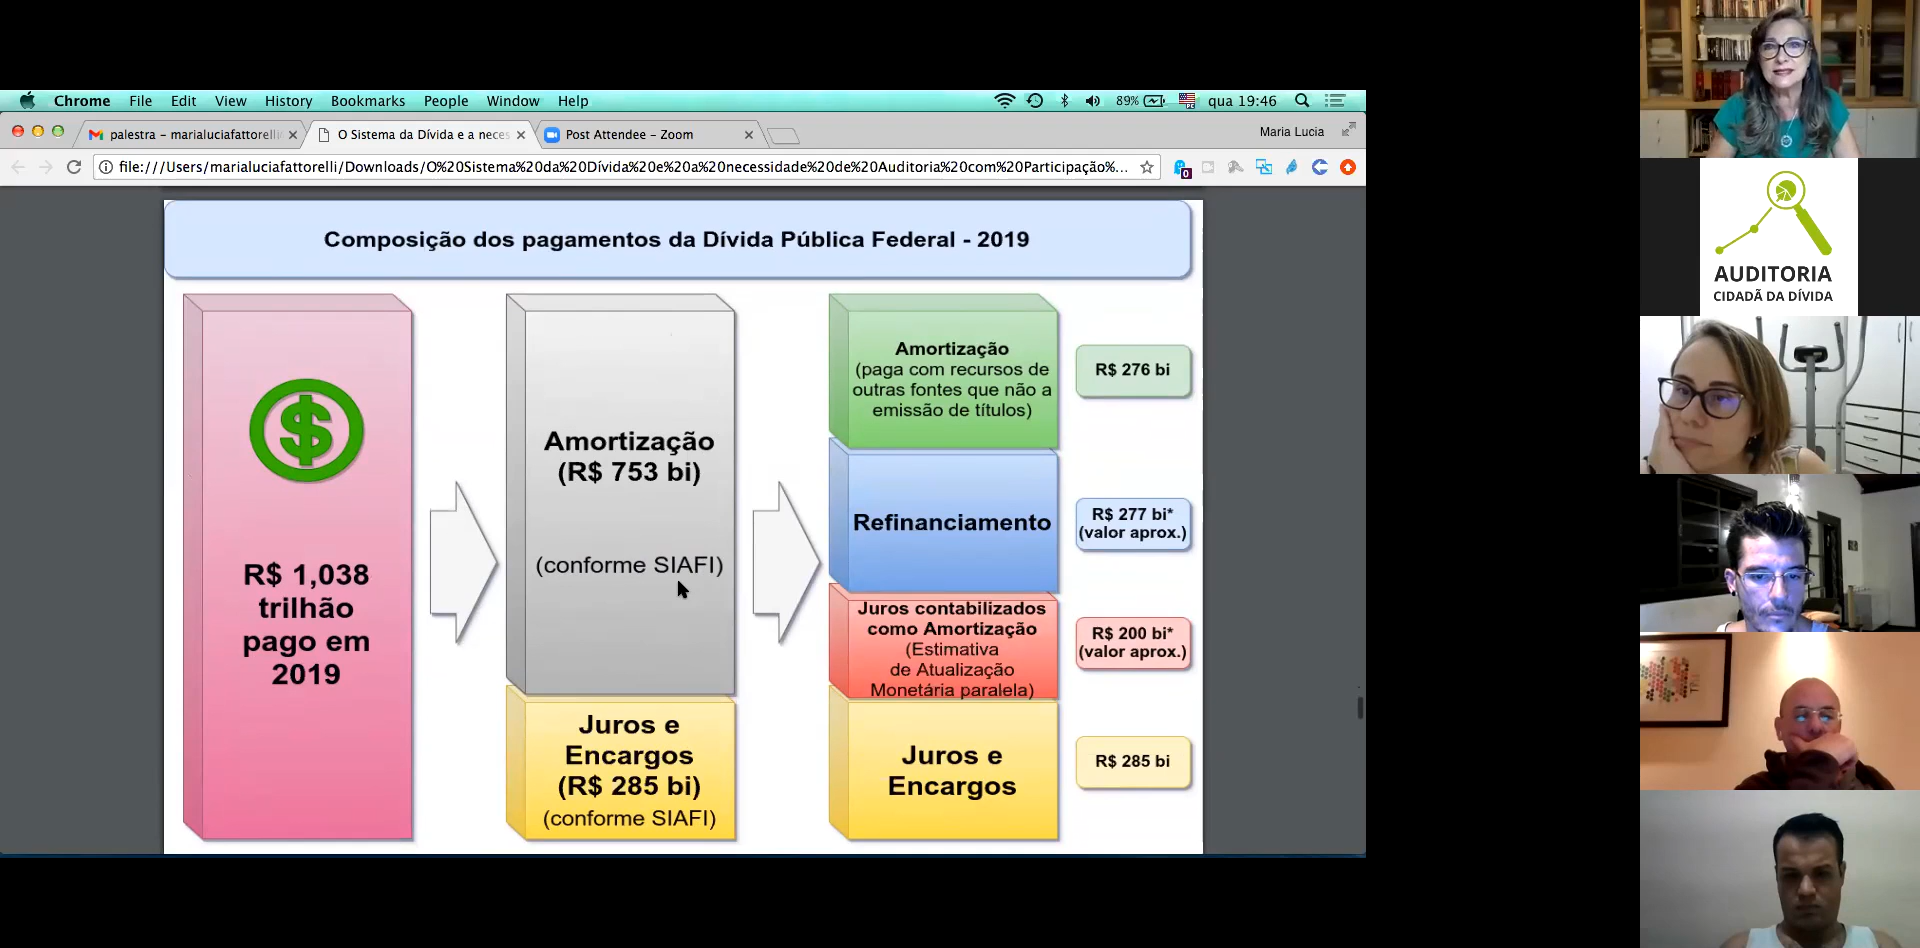 Chrome File Edit View History Bookmarks People Window Help 89% qua 19:46
palestra – marialuciafattorelli
O Sistema da Dívida e a neces
Post Attendee – Zoom
Maria Lucia
file:///Users/marialuciafattorelli/Downloads/O%20Sistema%20da%20Dívida%20e%20a%20necessidade%20de%20Auditoria%20com%20Participação%...
0
Composição dos pagamentos da Dívida Pública Federal - 2019
R$ 1,038
trilhão
pago em
2019
Amortização
(R$ 753 bi)
(conforme SIAFI)
Juros e
Encargos
(R$ 285 bi)
(conforme SIAFI)
Amortização
(paga com recursos de
outras fontes que não a
emissão de títulos)
R$ 276 bi
Refinanciamento
R$ 277 bi*
(valor aprox.)
Juros contabilizados
como Amortização
(Estimativa
de Atualização
Monetária paralela)
R$ 200 bi*
(valor aprox.)
Juros e
Encargos
R$ 285 bi
AUDITORIA
CIDADÃ DA DÍVIDA